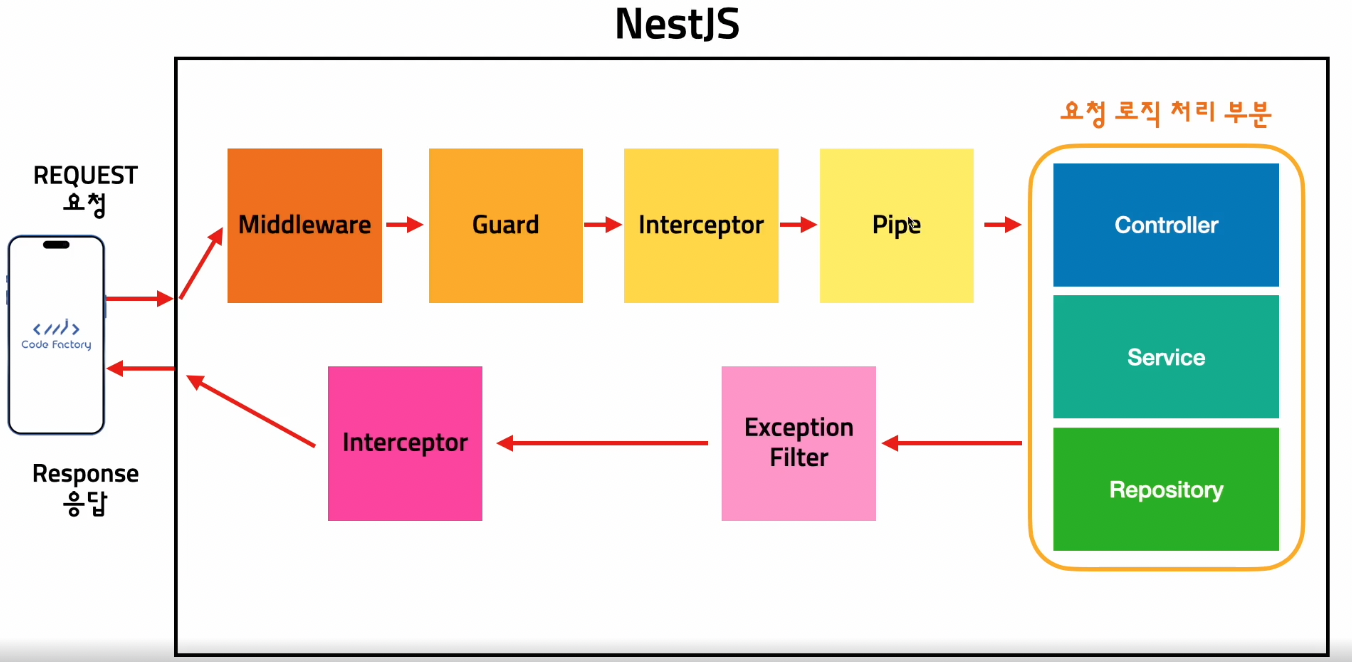 NestJS
요청 로직 처리 부분
REQUEST
요청
Middleware
Guard
Interceptor
Pipe
Controller
Code Factory
Service
Response
응답
Interceptor
Exception
Filter
Repository